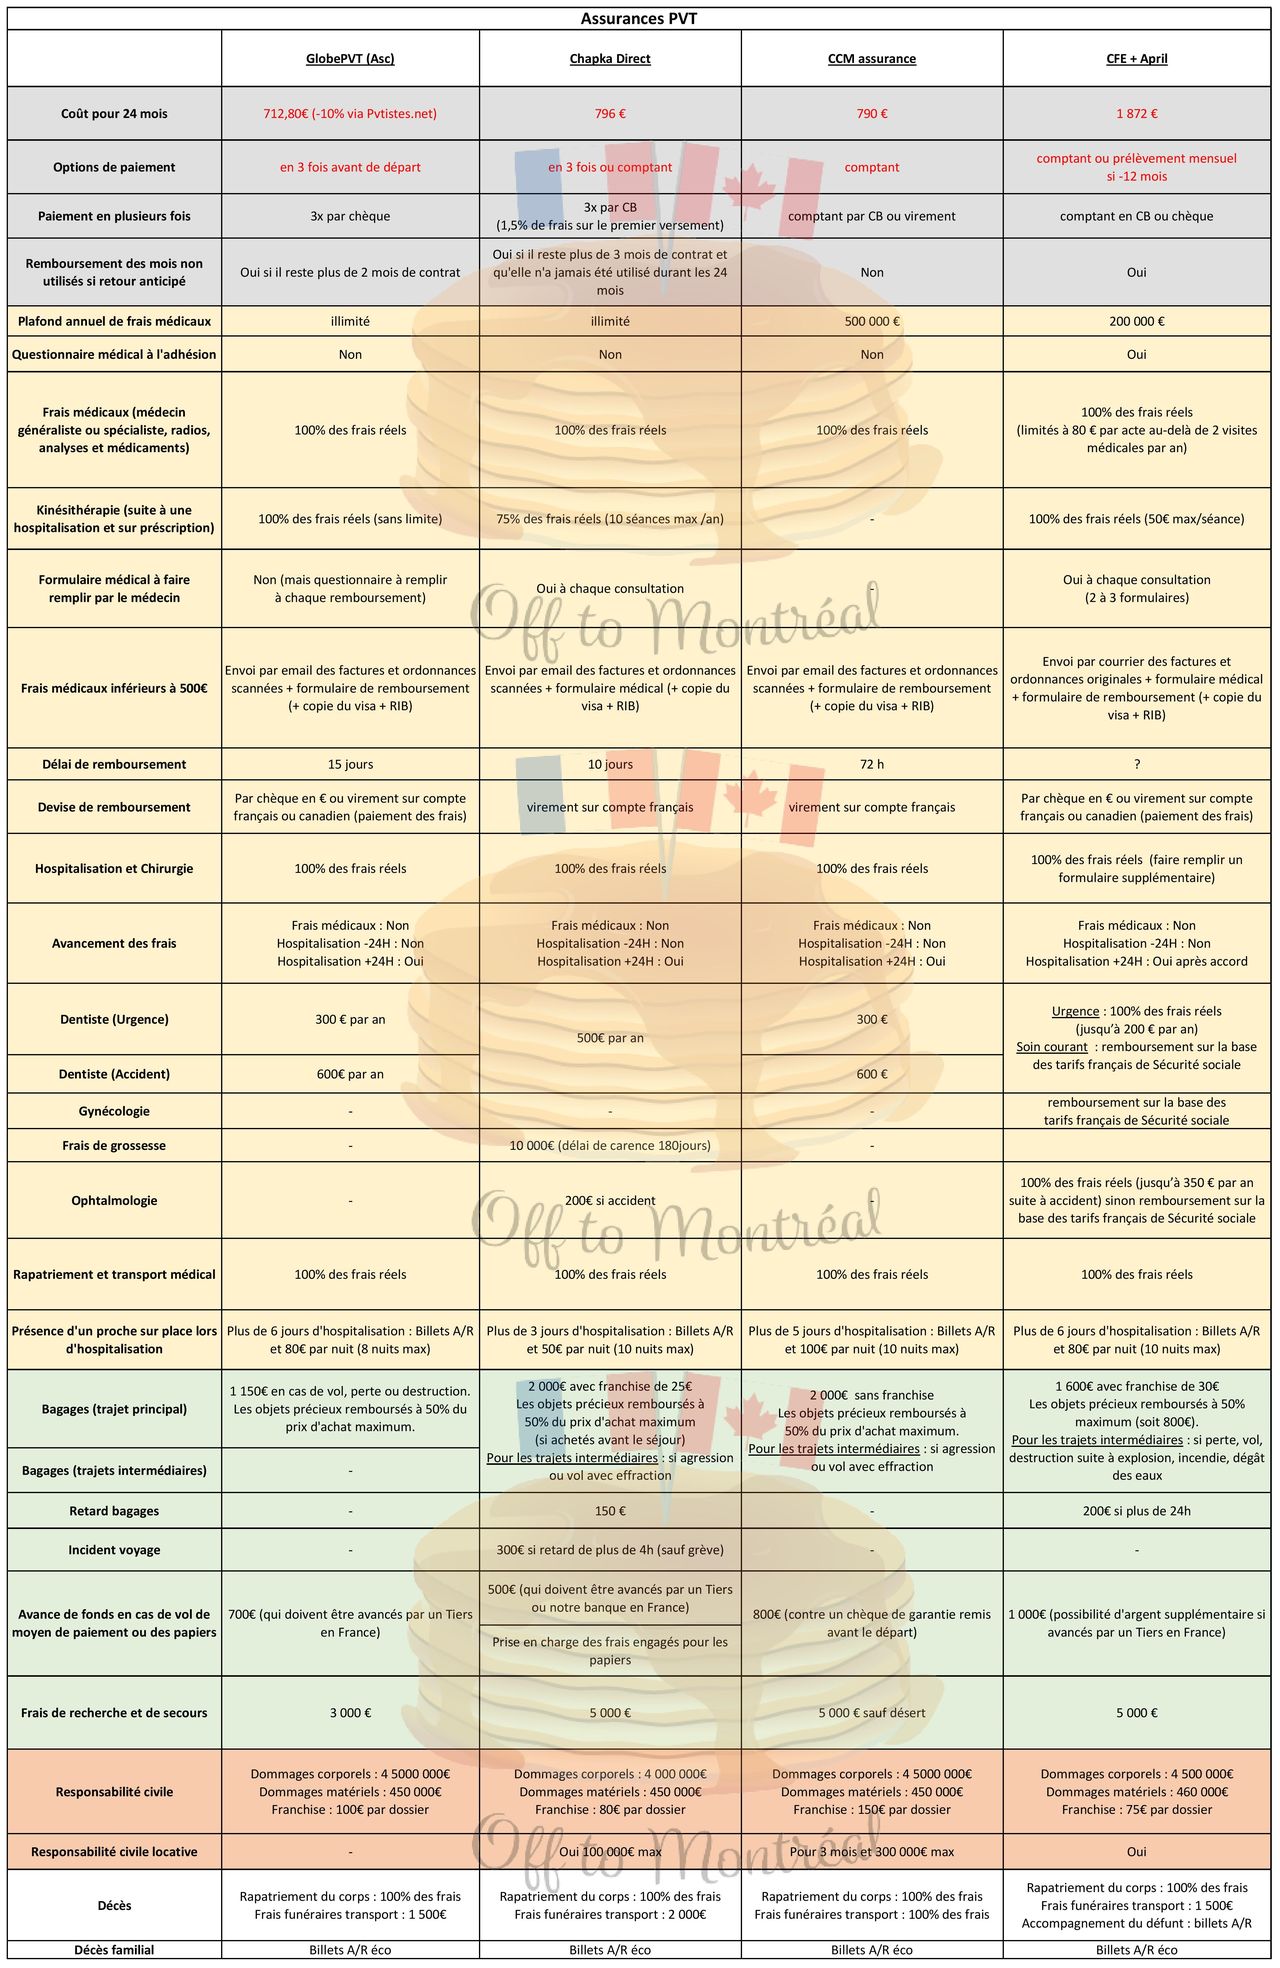 Assurances PVT
GlobePVT (Asc)
Chapka Direct
CCM assurance
CFE + April
Coût pour 24 mois
712,80€ (-10% via Pvtistes.net)
796 €
790 €
1 872 €
Options de paiement
en 3 fois avant de départ
en 3 fois ou comptant
comptant
comptant ou prélèvement mensuel
si -12 mois
Paiement en plusieurs fois
3x par chèque
3x par CB
(1,5% de frais sur le premier versement)
comptant par CB ou virement
comptant en CB ou chèque
Remboursement des mois non
utilisés si retour anticipé
Oui si il reste plus de 2 mois de contrat
Oui si il reste plus de 3 mois de contrat et
qu'elle n'a jamais été utilisé durant les 24
mois
Non
Oui
Plafond annuel de frais médicaux
illimité
illimité
500 000 €
200 000 €
Questionnaire médical à l'adhésion
Non
Non
Non
Oui
Frais médicaux (médecin
généraliste ou spécialiste, radios,
analyses et médicaments)
100% des frais réels
100% des frais réels
100% des frais réels
100% des frais réels
(limités à 80 € par acte au-delà de 2 visites
médicales par an)
Kinésithérapie (suite à une
hospitalisation et sur préscription)
100% des frais réels (sans limite)
75% des frais réels (10 séances max /an)
-
100% des frais réels (50€ max/séance)
Formulaire médical à faire
remplir par le médecin
Non (mais questionnaire à remplir
à chaque remboursement)
Oui à chaque consultation
-
Oui à chaque consultation
(2 à 3 formulaires)
Off to Montréal
Frais médicaux inférieurs à 500€
Envoi par email des factures et ordonnances
scannées + formulaire de remboursement
(+ copie du visa + RIB)
Envoi par email des factures et ordonnances
scannées + formulaire médical (+ copie du
visa + RIB)
Envoi par email des factures et ordonnances
scannées + formulaire de remboursement
(+ copie du visa + RIB)
Envoi par courrier des factures et
ordonnances originales + formulaire médical
+ formulaire de remboursement (+ copie du
visa + RIB)
Délai de remboursement
15 jours
10 jours
72 h
?
Devise de remboursement
Par chèque en € ou virement sur compte
français ou canadien (paiement des frais)
virement sur compte français
virement sur compte français
Par chèque en € ou virement sur compte
français ou canadien (paiement des frais)
Hospitalisation et Chirurgie
100% des frais réels
100% des frais réels
100% des frais réels
100% des frais réels (faire remplir un
formulaire supplémentaire)
Avancement des frais
Frais médicaux : Non
Hospitalisation -24H : Non
Hospitalisation +24H : Oui
Frais médicaux : Non
Hospitalisation -24H : Non
Hospitalisation +24H : Oui
Frais médicaux : Non
Hospitalisation -24H : Non
Hospitalisation +24H : Oui
Frais médicaux : Non
Hospitalisation -24H : Non
Hospitalisation +24H : Oui après accord
Dentiste (Urgence)
300 € par an
500€ par an
300 €
Urgence : 100% des frais réels
(jusqu'à 200 € par an)
Soin courant : remboursement sur la base
des tarifs français de Sécurité sociale
Dentiste (Accident)
600€ par an
600 €
Gynécologie
-
-
-
remboursement sur la base des
tarifs français de Sécurité sociale
Frais de grossesse
-
10 000€ (délai de carence 180jours)
-
Ophtalmologie
-
200€ si accident
-
100% des frais réels (jusqu'à 350 € par an
suite à accident) sinon remboursement sur la
base des tarifs français de Sécurité sociale
Off to Montréal
Rapatriement et transport médical
100% des frais réels
100% des frais réels
100% des frais réels
100% des frais réels
Présence d'un proche sur place lors
d'hospitalisation
Plus de 6 jours d'hospitalisation : Billets A/R
et 80€ par nuit (8 nuits max)
Plus de 3 jours d'hospitalisation : Billets A/R
et 50€ par nuit (10 nuits max)
Plus de 5 jours d'hospitalisation : Billets A/R
et 100€ par nuit (10 nuits max)
Plus de 6 jours d'hospitalisation : Billets A/R
et 80€ par nuit (10 nuits max)
Bagages (trajet principal)
1 150€ en cas de vol, perte ou destruction.
Les objets précieux remboursés à 50% du
prix d'achat maximum.
2 000€ avec franchise de 25€
Les objets précieux remboursés à
50% du prix d'achat maximum
(si achetés avant le séjour)
Pour les trajets intermédiaires : si agression
ou vol avec effraction
2 000€ sans franchise
Les objets précieux remboursés à
50% du prix d'achat maximum.
Pour les trajets intermédiaires : si agression
ou vol avec effraction
1 600€ avec franchise de 30€
Les objets précieux remboursés à 50%
maximum (soit 800€).
Pour les trajets intermédiaires : si perte, vol,
destruction suite à explosion, incendie, dégât
des eaux
Bagages (trajets intermédiaires)
-
Retard bagages
-
150 €
-
200€ si plus de 24h
Incident voyage
-
300€ si retard de plus de 4h (sauf grève)
-
-
Avance de fonds en cas de vol de
moyen de paiement ou des papiers
700€ (qui doivent être avancés par un Tiers
en France)
500€ (qui doivent être avancés par un Tiers
ou notre banque en France)
Prise en charge des frais engagés pour les
papiers
800€ (contre un chèque de garantie remis
avant le départ)
1 000€ (possibilité d'argent supplémentaire si
avancés par un Tiers en France)
Frais de recherche et de secours
3 000 €
5 000 €
5 000 € sauf désert
5 000 €
Responsabilité civile
Dommages corporels : 4 5000 000€
Dommages matériels : 450 000€
Franchise : 100€ par dossier
Dommages corporels : 4 000 000€
Dommages matériels : 450 000€
Franchise : 80€ par dossier
Dommages corporels : 4 5000 000€
Dommages matériels : 450 000€
Franchise : 150€ par dossier
Dommages corporels : 4 500 000€
Dommages matériels : 460 000€
Franchise : 75€ par dossier
Off to Montréal
Responsabilité civile locative
-
Oui 100 000€ max
Pour 3 mois et 300 000€ max
Oui
Décès
Rapatriement du corps : 100% des frais
Frais funéraires transport : 1 500€
Rapatriement du corps : 100% des frais
Frais funéraires transport : 2 000€
Rapatriement du corps : 100% des frais
Frais funéraires transport : 100% des frais
Rapatriement du corps : 100% des frais
Frais funéraires transport : 1 500€
Accompagnement du défunt : billets A/R
Décès familial
Billets A/R éco
Billets A/R éco
Billets A/R éco
Billets A/R éco